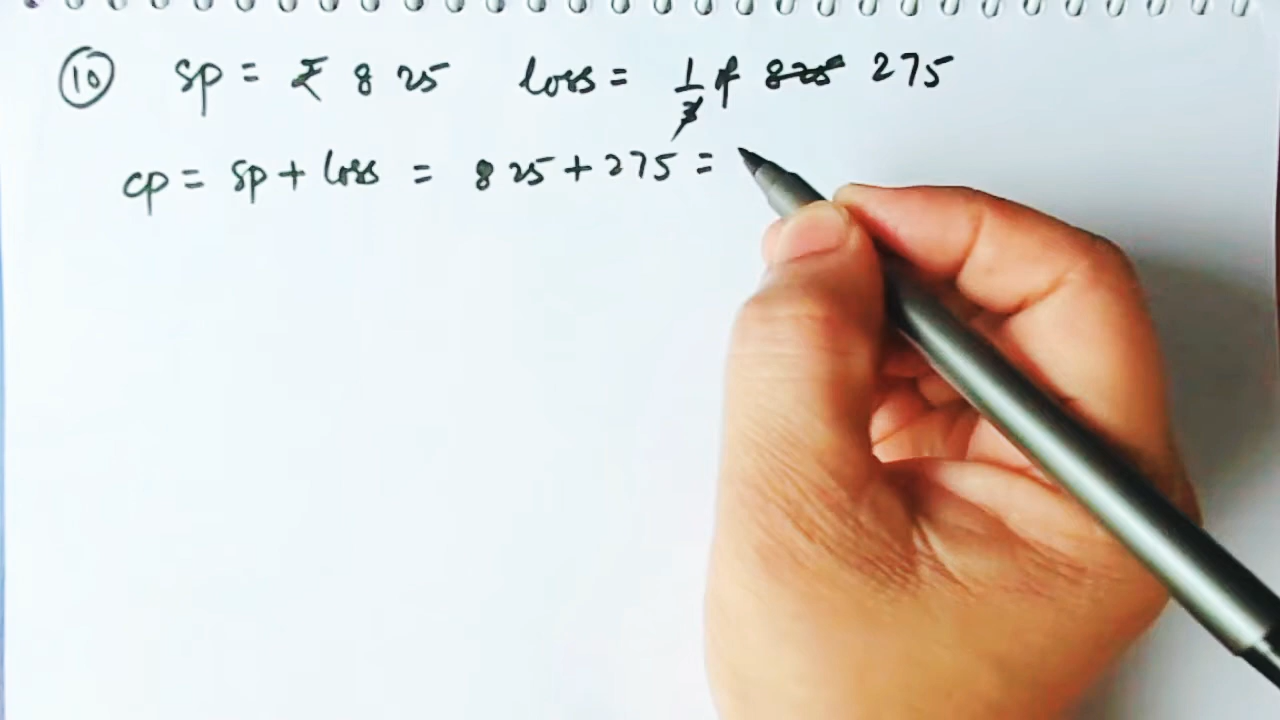 10 SP = ₹ 825 loss = 1/3 of 825 275
CP = SP + loss = 825 + 275 =